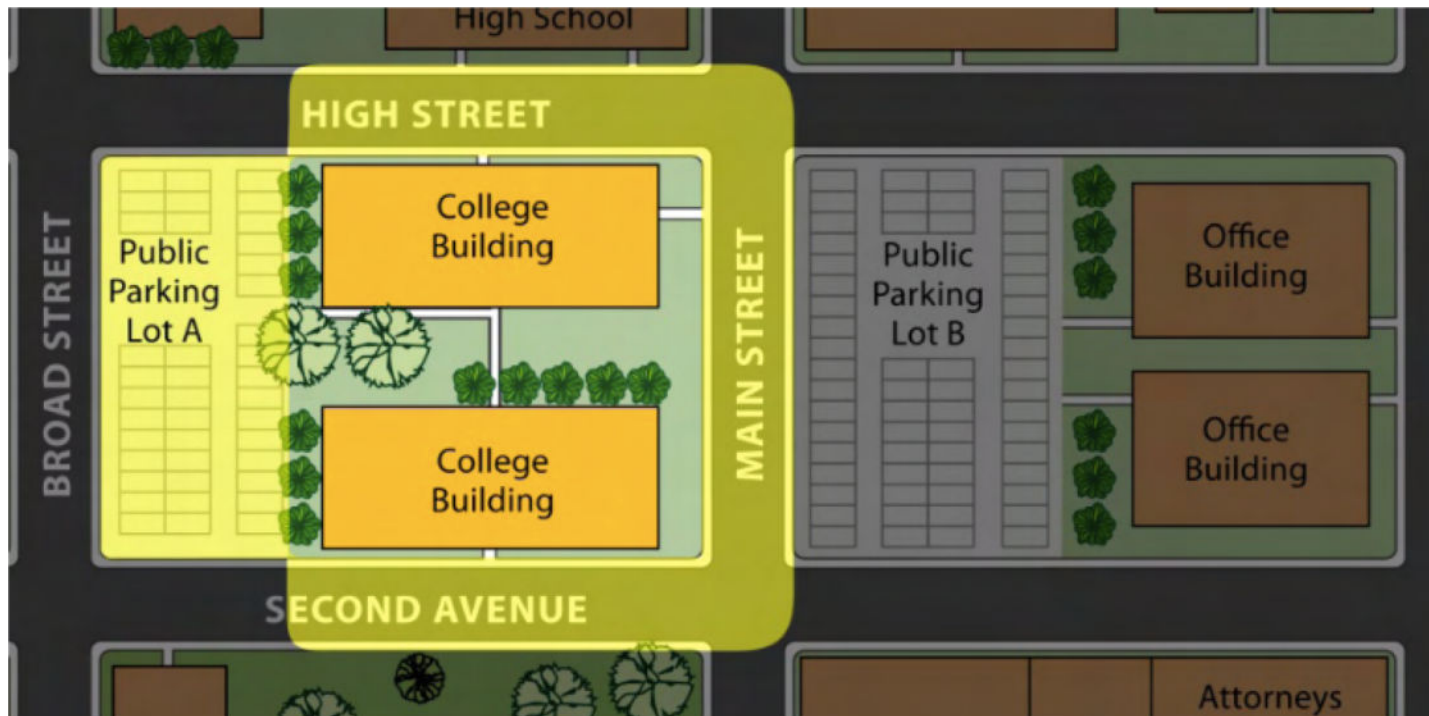 High School
HIGH STREET
College
Building
Public
Parking
Lot A
BROAD STREET
MAIN STREET
Public
Parking
Lot B
Office
Building
College
Building
Office
Building
SECOND AVENUE
Attorneys